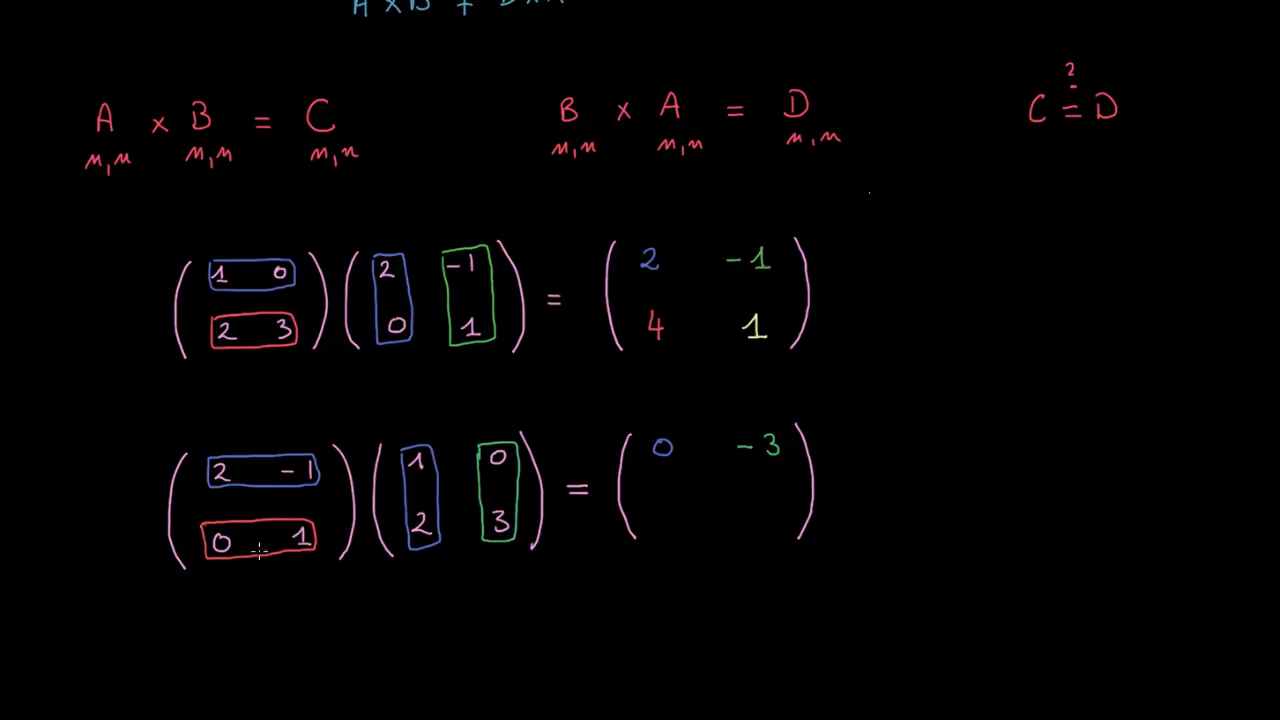 A × B = C B × A = D C ?= D
n,n n,n n,n n,n n,n n,n
( 1 0 ) ( 2 -1 ) = ( 2 -1 )
( 2 3 ) ( 0 1 ) ( 4 1 )
( 2 -1 ) ( 1 0 ) = ( 0 -3 )
( 0 1 ) ( 2 3 ) ( )